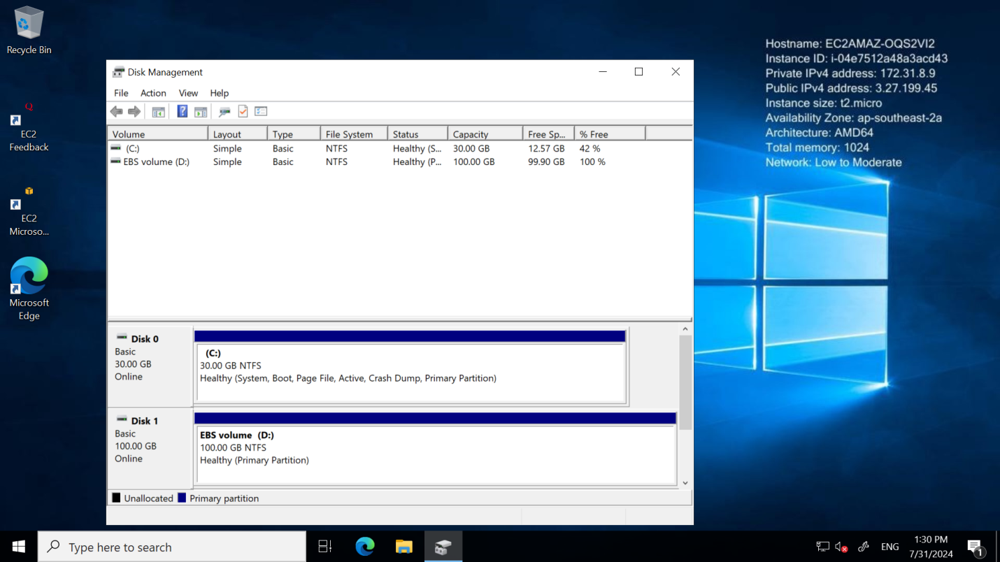 Recycle Bin
EC2
Feedback
EC2
Microso...
Microsoft
Edge
Hostname: EC2AMAZ-OQS2VI2
Instance ID: i-04e7512a48a3acd43
Private IPv4 address: 172.31.8.9
Public IPv4 address: 3.27.199.45
Instance size: t2.micro
Availability Zone: ap-southeast-2a
Architecture: AMD64
Total memory: 1024
Network: Low to Moderate
Disk Management
File Action View Help
Volume Layout Type File System Status Capacity Free Sp... % Free
(C:) Simple Basic NTFS Healthy (S... 30.00 GB 12.57 GB 42 %
EBS volume (D:) Simple Basic NTFS Healthy (P... 100.00 GB 99.90 GB 100 %
Disk 0
Basic
30.00 GB
Online
(C:)
30.00 GB NTFS
Healthy (System, Boot, Page File, Active, Crash Dump, Primary Partition)
Disk 1
Basic
100.00 GB
Online
EBS volume (D:)
100.00 GB NTFS
Healthy (Primary Partition)
Unallocated Primary partition
Type here to search
ENG
1:30 PM
7/31/2024
1